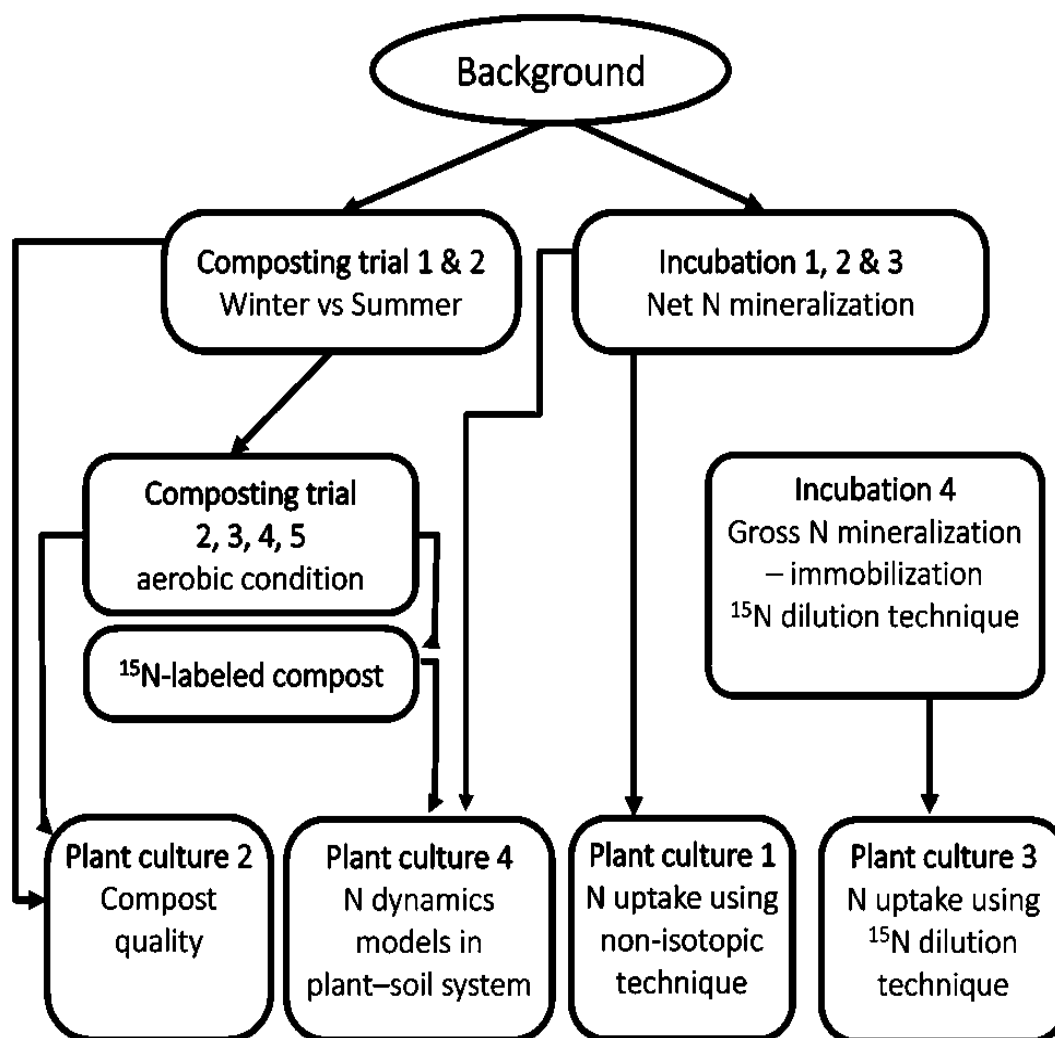 Background
Composting trial 1 & 2
Winter vs Summer
Incubation 1, 2 & 3
Net N mineralization
Composting trial
2, 3, 4, 5
aerobic condition
Incubation 4
Gross N mineralization
– immobilization
¹⁵N dilution technique
¹⁵N-labeled compost
Plant culture 2
Compost
quality
Plant culture 4
N dynamics
models in
plant–soil system
Plant culture 1
N uptake using
non-isotopic
technique
Plant culture 3
N uptake using
¹⁵N dilution
technique